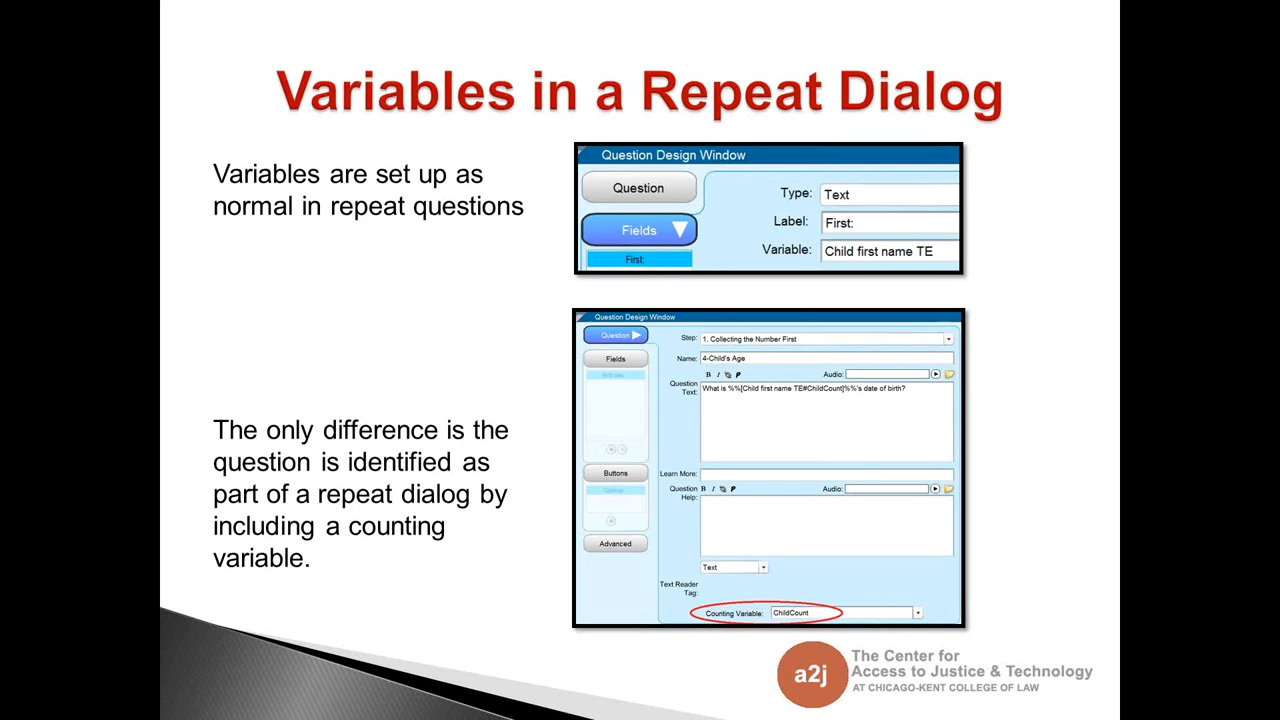 Variables in a Repeat Dialog
Variables are set up as
normal in repeat questions
Question Design Window
Question
Type: Text
Label: First:
Fields
Variable: Child first name TE
First:
The only difference is the
question is identified as
part of a repeat dialog by
including a counting
variable.
Question Design Window
Question
Step: 1. Collecting the Number First
Fields
Name: 4-Child's Age
B I P Audio:
Question
Text:
What is %%[Child first name TE#ChildCount]%%'s date of birth?
Buttons
Learn More:
Question
Help:
B I P Audio:
Continue
Advanced
Text
Text Reader
Tag:
Counting Variable: ChildCount
a2j
The Center for
Access to Justice & Technology
AT CHICAGO-KENT COLLEGE OF LAW